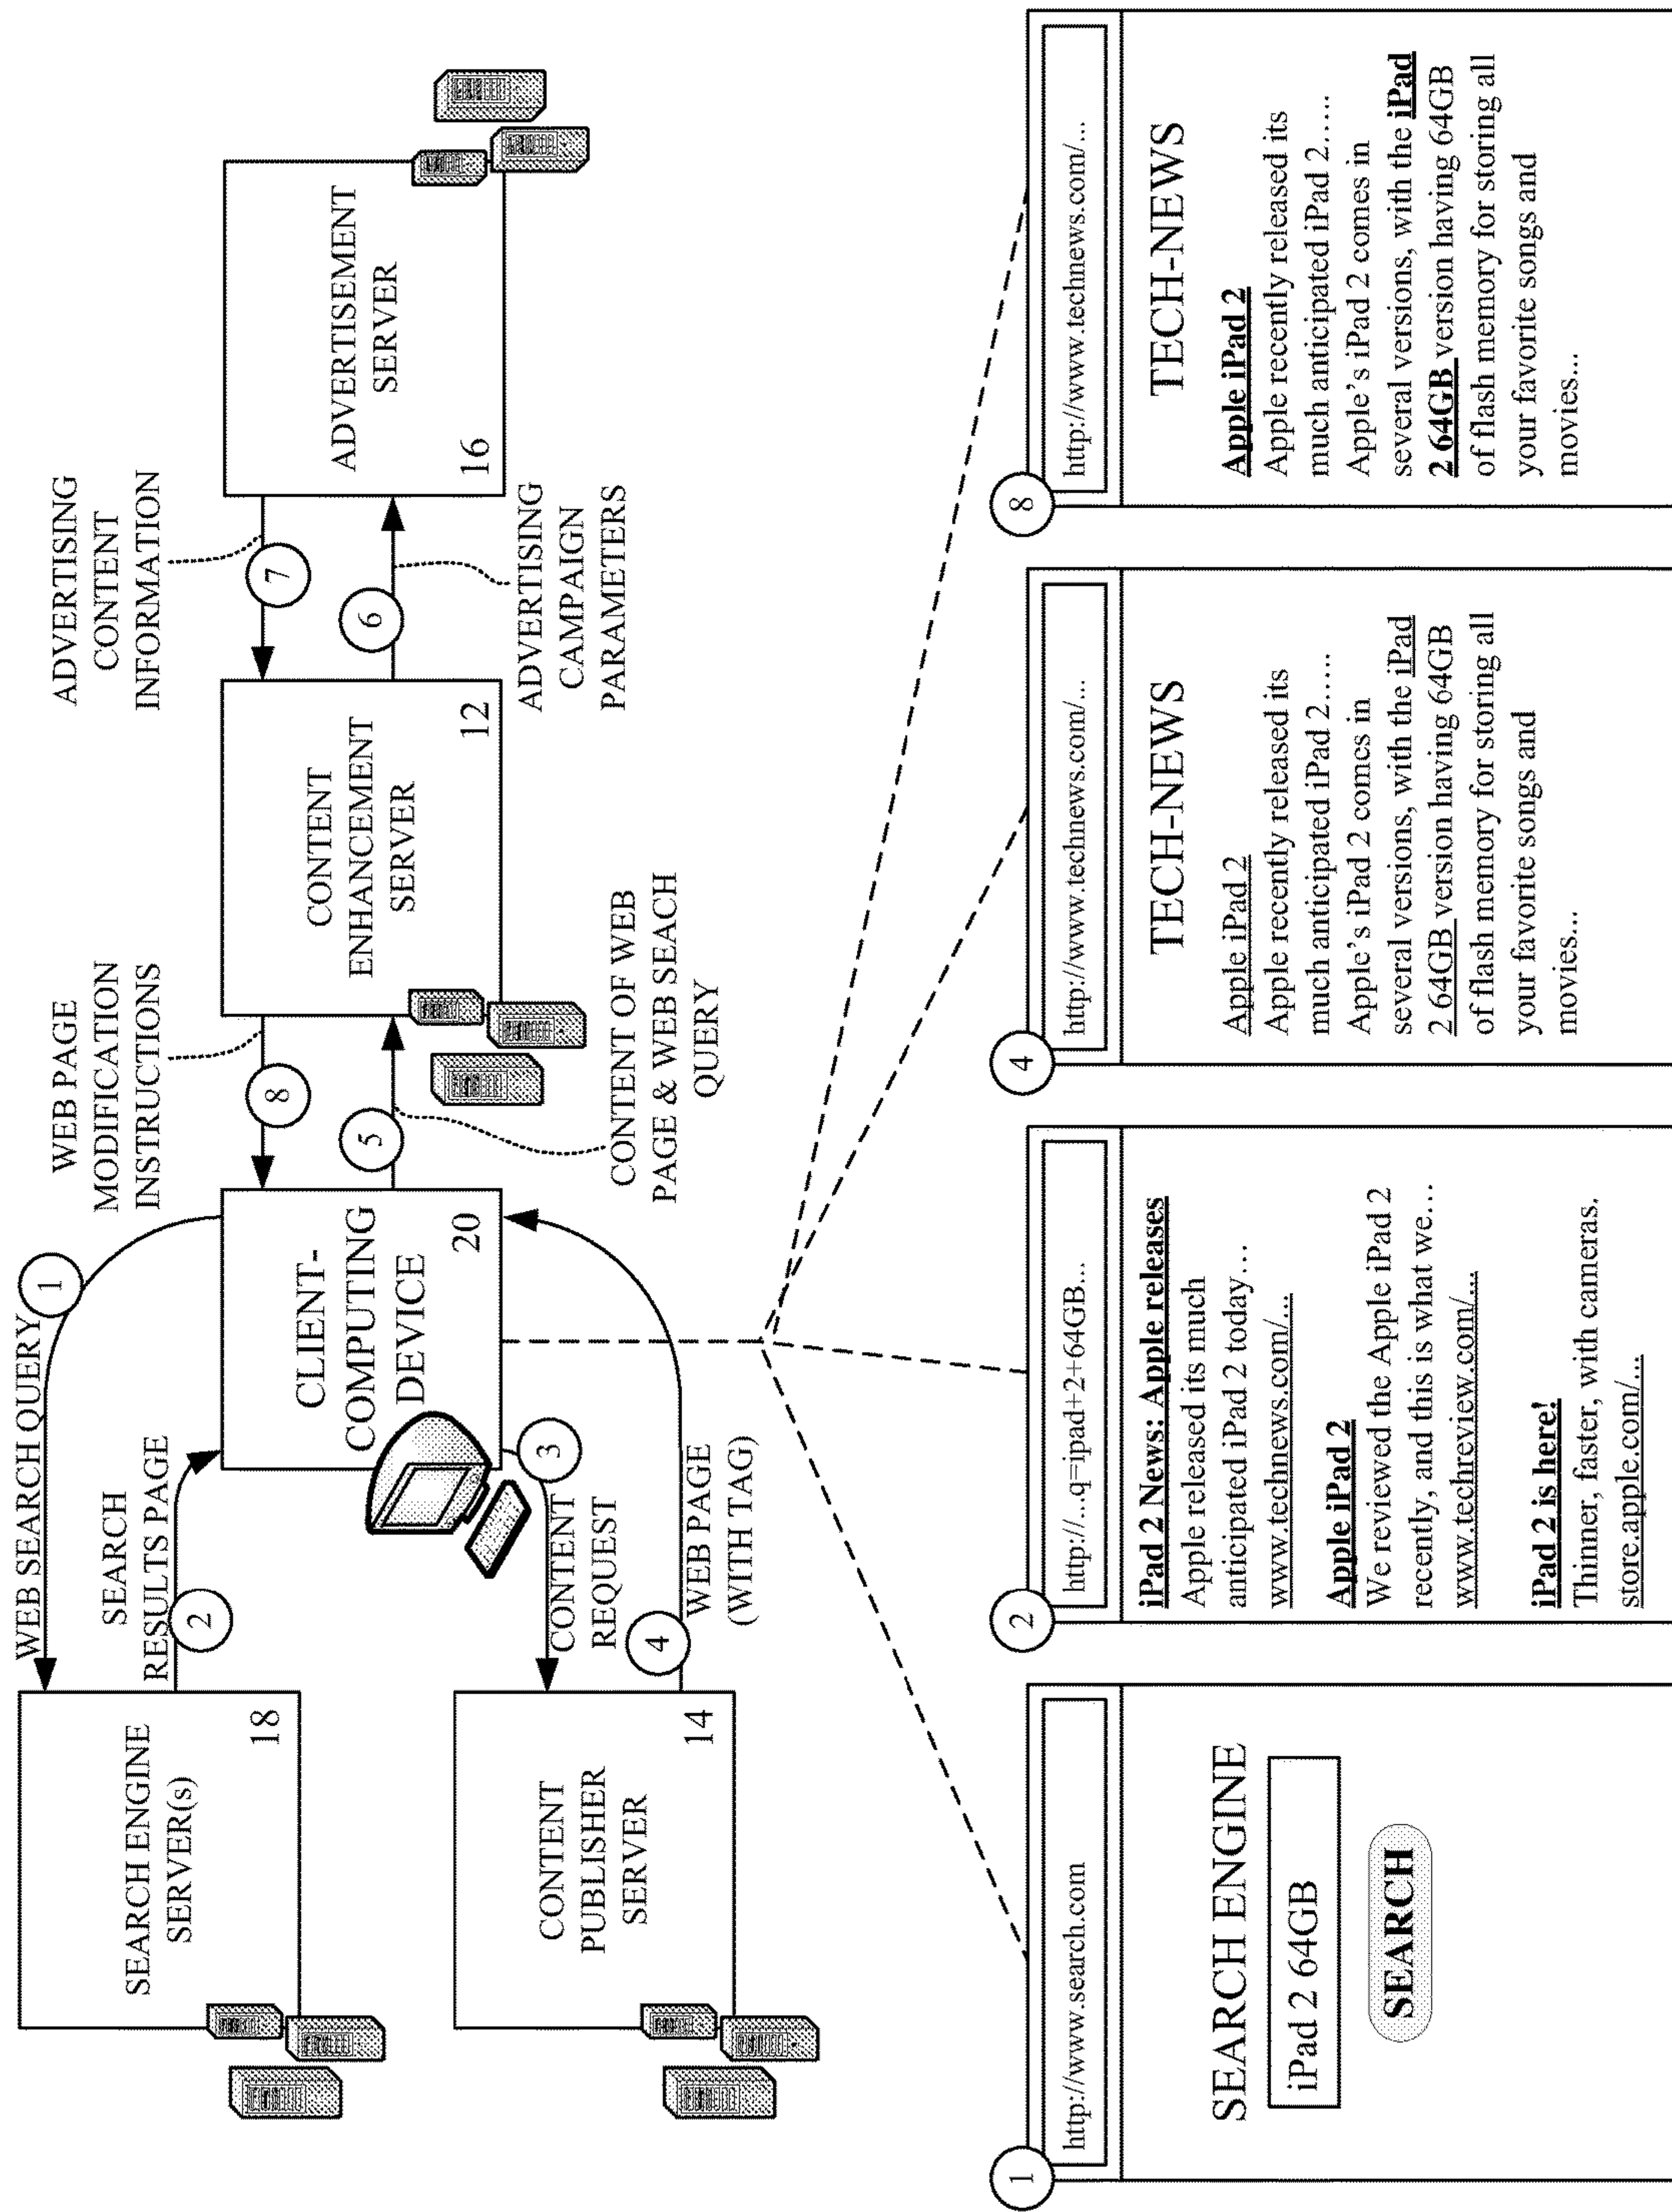 WEB SEARCH QUERY
1
SEARCH ENGINE
SERVER(s)
18
SEARCH
RESULTS PAGE
2
CONTENT
PUBLISHER
SERVER
14
3
CONTENT
REQUEST
4
WEB PAGE
(WITH TAG)
CLIENT-
COMPUTING
DEVICE
20
WEB PAGE
MODIFICATION
INSTRUCTIONS
8
5
CONTENT OF WEB
PAGE & WEB SEACH
QUERY
CONTENT
ENHANCEMENT
SERVER
12
ADVERTISING
CONTENT
INFORMATION
7
6
ADVERTISING
CAMPAIGN
PARAMETERS
ADVERTISEMENT
SERVER
16
1
http://www.search.com
SEARCH ENGINE
iPad 2 64GB
SEARCH
2
http://...q=ipad+2+64GB...
iPad 2 News: Apple releases
Apple released its much
anticipated iPad 2 today…
www.technews.com/...
Apple iPad 2
We reviewed the Apple iPad 2
recently, and this is what we…
www.techreview.com/...
iPad 2 is here!
Thinner, faster, with cameras.
store.apple.com/...
4
http://www.technews.com/...
TECH-NEWS
Apple iPad 2
Apple recently released its
much anticipated iPad 2.....
Apple's iPad 2 comes in
several versions, with the iPad
2 64GB version having 64GB
of flash memory for storing all
your favorite songs and
movies...
8
http://www.technews.com/...
TECH-NEWS
Apple iPad 2
Apple recently released its
much anticipated iPad 2.....
Apple's iPad 2 comes in
several versions, with the iPad
2 64GB version having 64GB
of flash memory for storing all
your favorite songs and
movies...